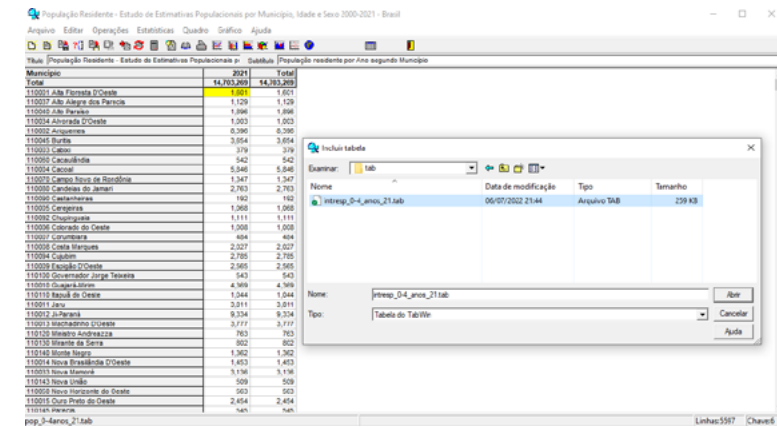 População Residente - Estudo de Estimativas Populacionais por Município, Idade e Sexo 2000-2021 - Brasil
Arquivo Editar Operações Estatísticas Quadro Gráfico Ajuda
Título População Residente - Estudo de Estimativas Populacionais p Subtítulo População residente por Ano segundo Município
Município 2021 Total
Total 14,703,269 14,703,269
110001 Alta Floresta D'Oeste 1,601 1,601
110037 Alto Alegre dos Parecis 1,129 1,129
110040 Alto Paraíso 1,896 1,896
110034 Alvorada D'Oeste 1,003 1,003
110002 Ariquemes 8,390 8,390
110045 Buritis 3,654 3,654
110003 Cabixi 379 379
110060 Cacaulândia 542 542
110004 Cacoal 5,846 5,846
110070 Campo Novo de Rondônia 1,347 1,347
110080 Candeias do Jamari 2,763 2,763
110090 Castanheiras 192 192
110005 Cerejeiras 1,068 1,068
110092 Chupinguaia 1,111 1,111
110006 Colorado do Oeste 1,008 1,008
110007 Corumbiara 484 484
110008 Costa Marques 2,027 2,027
110094 Cujubim 2,785 2,785
110009 Espigão D'Oeste 2,565 2,565
110100 Governador Jorge Teixeira 543 543
110010 Guajará-Mirim 4,369 4,369
110110 Itapuã do Oeste 1,044 1,044
110011 Jaru 3,811 3,811
110012 Ji-Paraná 9,334 9,334
110013 Machadinho D'Oeste 3,777 3,777
110120 Ministro Andreazza 763 763
110130 Mirante da Serra 802 802
110140 Monte Negro 1,362 1,362
110014 Nova Brasilândia D'Oeste 1,453 1,453
110033 Nova Mamoré 3,136 3,136
110143 Nova União 509 509
110050 Novo Horizonte do Oeste 503 503
110015 Ouro Preto do Oeste 2,454 2,454
110145 Parecis 545 545
pop_0-4anos_21.tab Linhas:5597 Chave:6
Incluir tabela
Examinar: tab
Nome Data de modificação Tipo Tamanho
intresp_0-4_anos_21.tab 06/07/2022 21:44 Arquivo TAB 259 KB
Nome: intresp_0-4_anos_21.tab Abrir
Tipo: Tabela do TabWin Cancelar
Ajuda